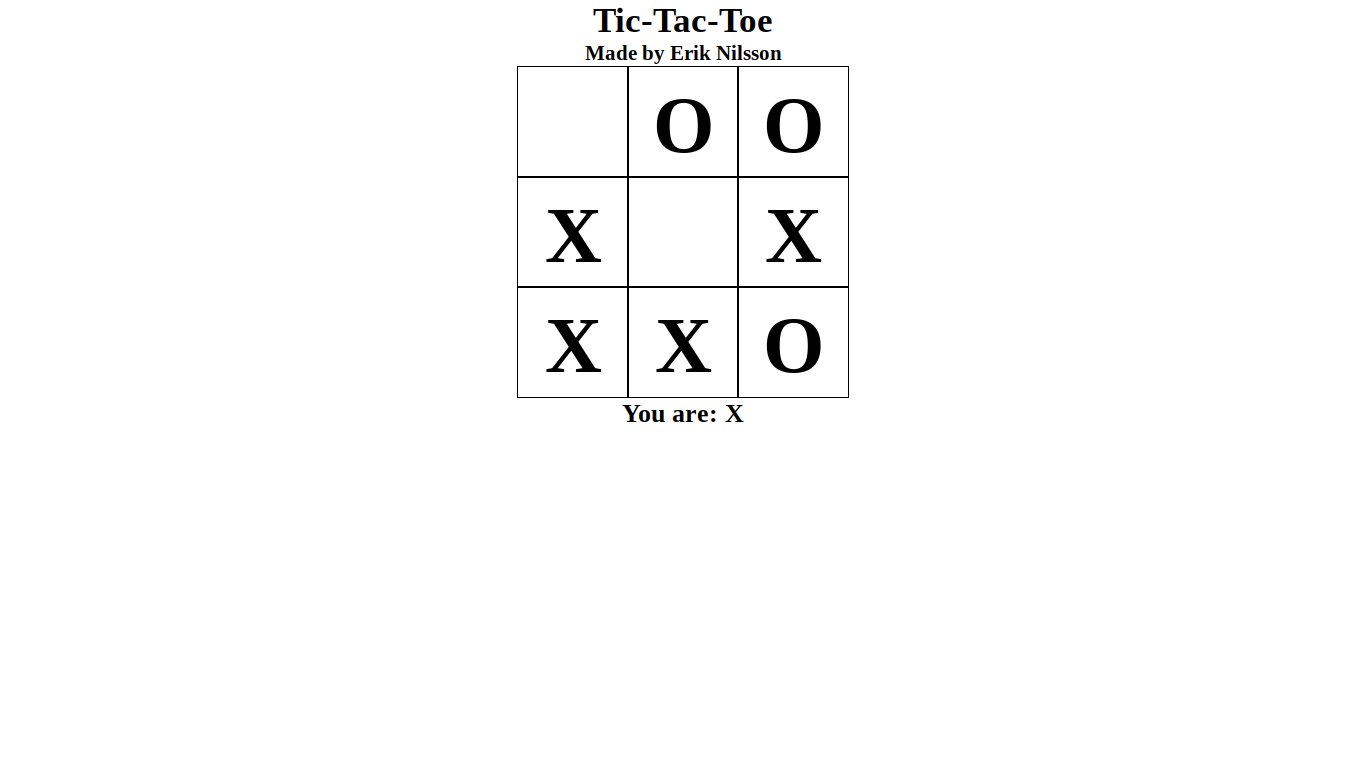 Tic-Tac-Toe
Made by Erik Nilsson
O O
X X
X X O
You are: X